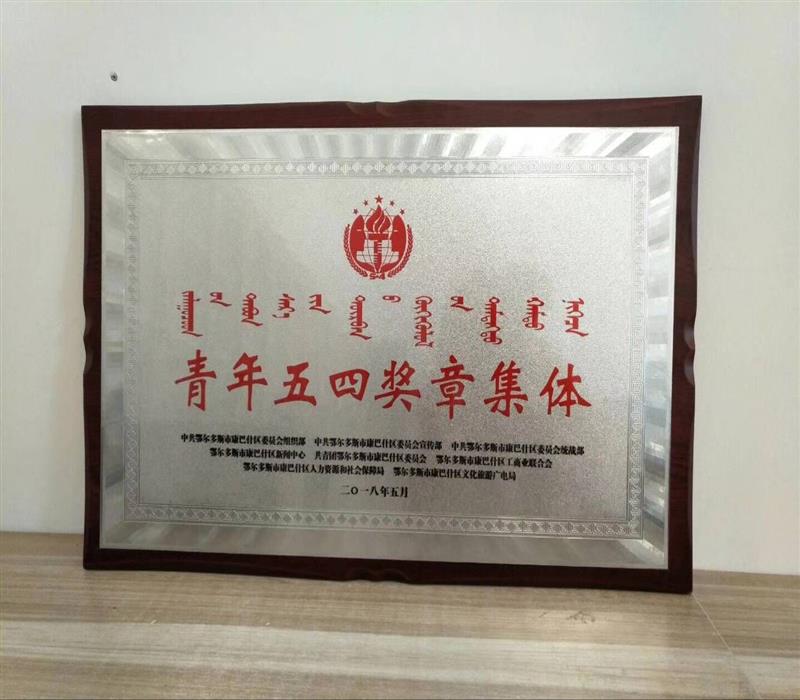 青年五四奖章集体
中共鄂尔多斯市康巴什区委员会组织部 中共鄂尔多斯市康巴什区委员会宣传部 中共鄂尔多斯市康巴什区委员会统战部
鄂尔多斯市康巴什区新闻中心 共青团鄂尔多斯市康巴什区委员会 鄂尔多斯市康巴什区工商业联合会
鄂尔多斯市康巴什区人力资源和社会保障局 鄂尔多斯市康巴什区文化旅游广电局
二〇一八年五月